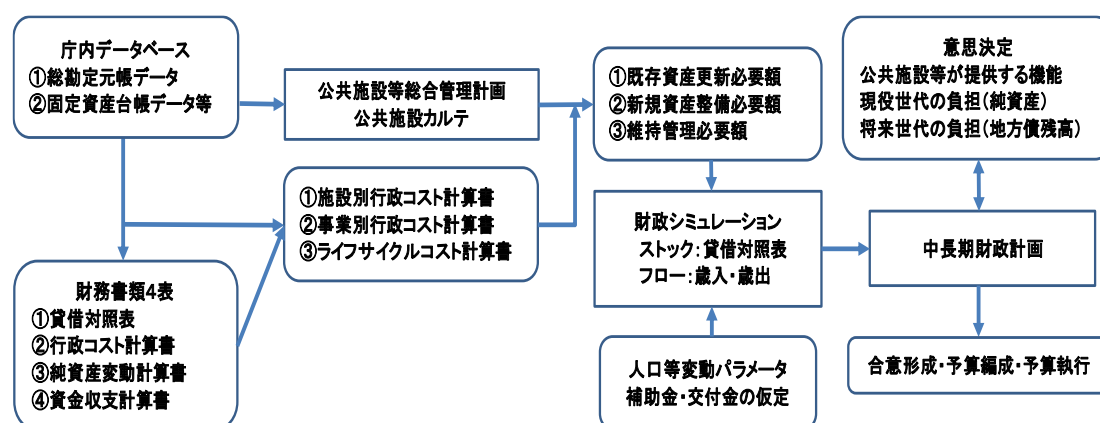 庁内データベース
①総勘定元帳データ
②固定資産台帳データ等
公共施設等総合管理計画
公共施設カルテ
①既存資産更新必要額
②新規資産整備必要額
③維持管理必要額
意思決定
公共施設等が提供する機能
現役世代の負担(純資産)
将来世代の負担(地方債残高)
①施設別行政コスト計算書
②事業別行政コスト計算書
③ライフサイクルコスト計算書
財政シミュレーション
ストック:貸借対照表
フロー:歳入・歳出
中長期財政計画
財務書類4表
①貸借対照表
②行政コスト計算書
③純資産変動計算書
④資金収支計算書
人口等変動パラメータ
補助金・交付金の仮定
合意形成・予算編成・予算執行